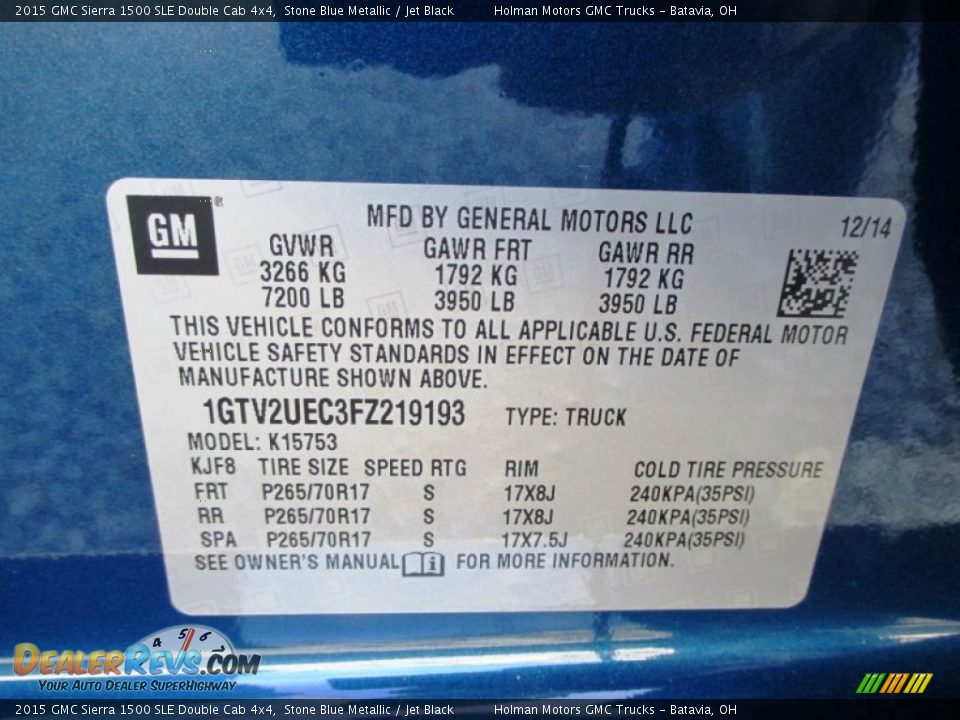 2015 GMC Sierra 1500 SLE Double Cab 4x4, Stone Blue Metallic / Jet Black Holman Motors GMC Trucks - Batavia, OH
GM ®
MFD BY GENERAL MOTORS LLC 12/14
GVWR GAWR FRT GAWR RR
3266 KG 1792 KG 1792 KG
7200 LB 3950 LB 3950 LB
THIS VEHICLE CONFORMS TO ALL APPLICABLE U.S. FEDERAL MOTOR
VEHICLE SAFETY STANDARDS IN EFFECT ON THE DATE OF
MANUFACTURE SHOWN ABOVE.
1GTV2UEC3FZ219193 TYPE: TRUCK
MODEL: K15753
KJF8 TIRE SIZE SPEED RTG RIM COLD TIRE PRESSURE
FRT P265/70R17 S 17X8J 240KPA(35PSI)
RR P265/70R17 S 17X8J 240KPA(35PSI)
SPA P265/70R17 S 17X7.5J 240KPA(35PSI)
SEE OWNER'S MANUAL i FOR MORE INFORMATION.
4 5 6
DealerRevs.com
Your Auto Dealer SuperHighway
2015 GMC Sierra 1500 SLE Double Cab 4x4, Stone Blue Metallic / Jet Black Holman Motors GMC Trucks - Batavia, OH